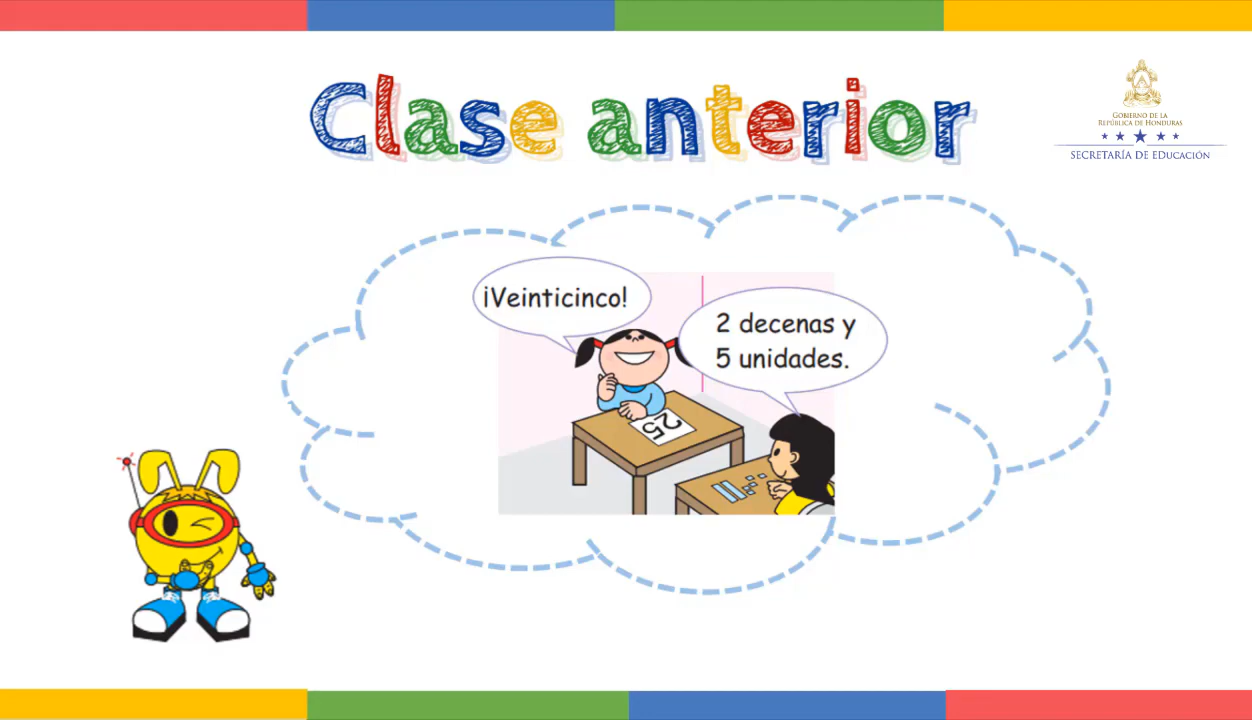 Clase anterior
GOBIERNO DE LA
REPÚBLICA DE HONDURAS
SECRETARÍA DE EDUCACIÓN
¡Veinticinco!
2 decenas y
5 unidades.
25